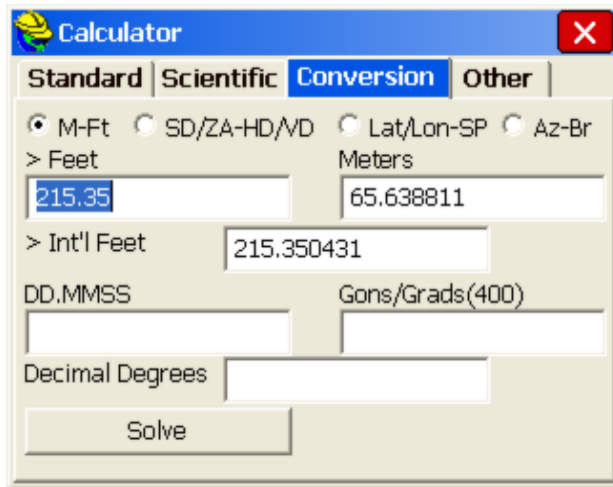 Calculator
Standard Scientific Conversion Other
M-Ft SD/ZA-HD/VD Lat/Lon-SP Az-Br
> Feet Meters
215.35 65.638811
> Int'l Feet 215.350431
DD.MMSS Gons/Grads(400)
Decimal Degrees
Solve